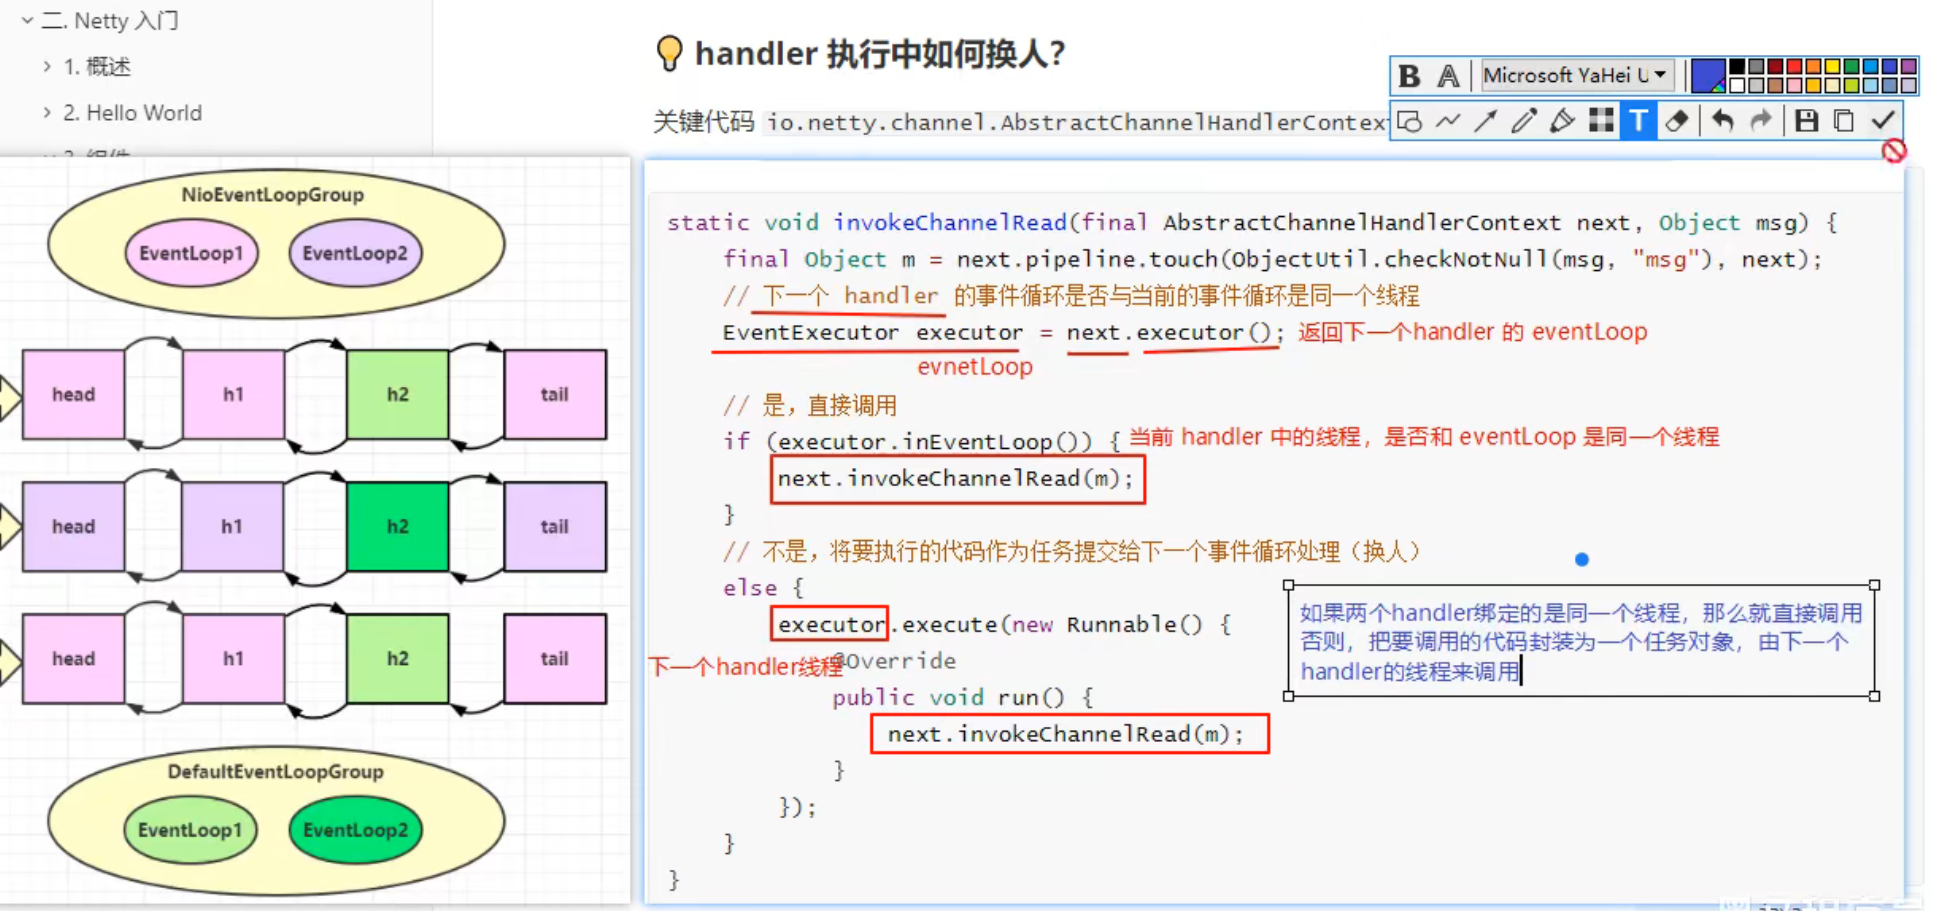 二. Netty 入门
1. 概述
2. Hello World
💡 handler 执行中如何换人？
关键代码 io.netty.channel.AbstractChannelHandlerContex
B A Microsoft YaHei U
T
NioEventLoopGroup
EventLoop1 EventLoop2
head h1 h2 tail
head h1 h2 tail
head h1 h2 tail
DefaultEventLoopGroup
EventLoop1 EventLoop2
static void invokeChannelRead(final AbstractChannelHandlerContext next, Object msg) {
final Object m = next.pipeline.touch(ObjectUtil.checkNotNull(msg, "msg"), next);
// 下一个 handler 的事件循环是否与当前的事件循环是同一个线程
EventExecutor executor = next.executor(); 返回下一个handler 的 eventLoop
evnetLoop
// 是，直接调用
if (executor.inEventLoop()) { 当前 handler 中的线程，是否和 eventLoop 是同一个线程
next.invokeChannelRead(m);
}
// 不是，将要执行的代码作为任务提交给下一个事件循环处理（换人）
else {
executor.execute(new Runnable() {
下一个handler线程
@Override
public void run() {
next.invokeChannelRead(m);
}
});
}
}
如果两个handler绑定的是同一个线程，那么就直接调用
否则，把要调用的代码封装为一个任务对象，由下一个
handler的线程来调用